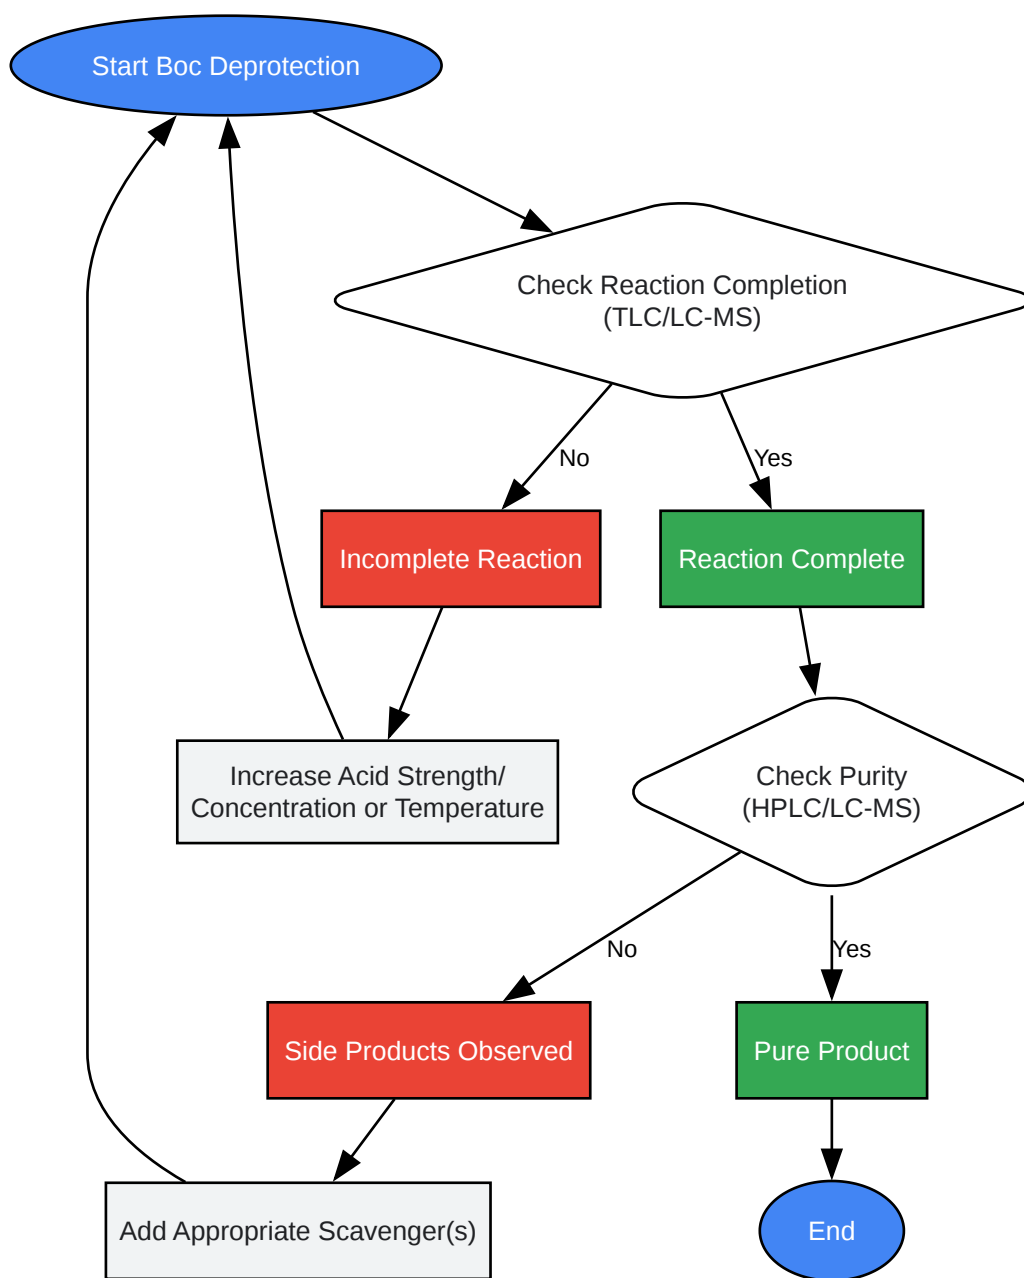 Start Boc Deprotection
Check Reaction Completion
(TLC/LC-MS)
No
Yes
Incomplete Reaction
Reaction Complete
Increase Acid Strength/
Concentration or Temperature
Check Purity
(HPLC/LC-MS)
No
Yes
Side Products Observed
Pure Product
Add Appropriate Scavenger(s)
End